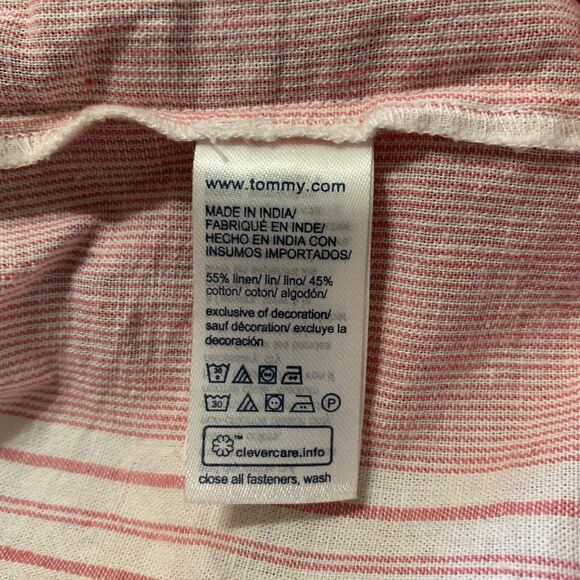 www.tommy.com
MADE IN INDIA/
FABRIQUÉ EN INDE/
HECHO EN INDIA CON
INSUMOS IMPORTADOS/
55% linen/ lin/ lino/ 45%
cotton/ coton/ algodón/
exclusive of decoration/
sauf décoration/ excluye la
decoración
30
30 P
™
clevercare.info
close all fasteners, wash